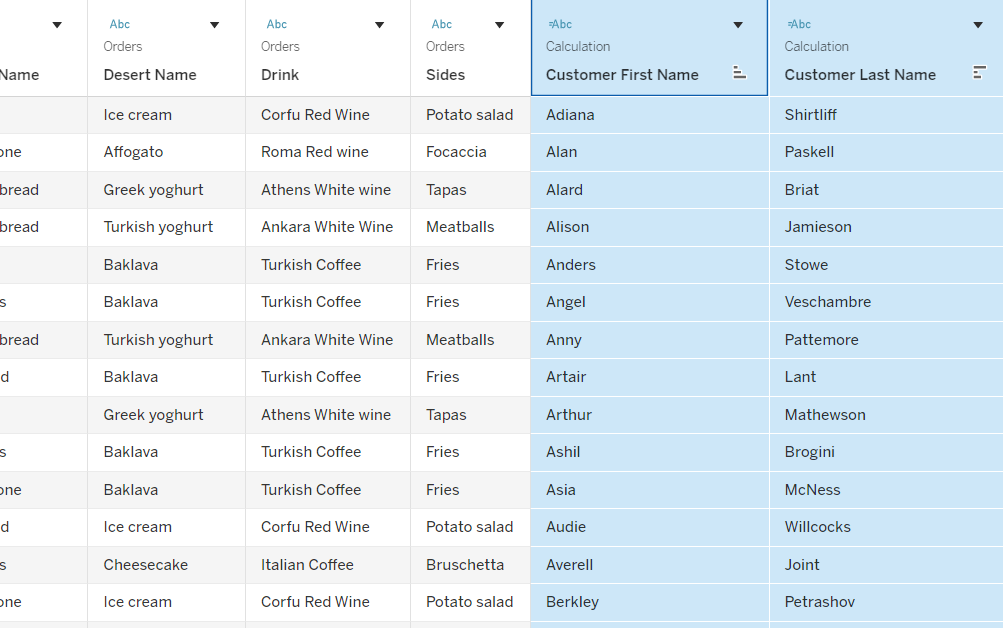 Abc Abc Abc =Abc =Abc
Orders Orders Orders Calculation Calculation
Name Desert Name Drink Sides Customer First Name Customer Last Name
Ice cream Corfu Red Wine Potato salad Adiana Shirtliff
one Affogato Roma Red wine Focaccia Alan Paskell
bread Greek yoghurt Athens White wine Tapas Alard Briat
bread Turkish yoghurt Ankara White Wine Meatballs Alison Jamieson
Baklava Turkish Coffee Fries Anders Stowe
s Baklava Turkish Coffee Fries Angel Veschambre
bread Turkish yoghurt Ankara White Wine Meatballs Anny Pattemore
d Baklava Turkish Coffee Fries Artair Lant
Greek yoghurt Athens White wine Tapas Arthur Mathewson
s Baklava Turkish Coffee Fries Ashil Brogini
one Baklava Turkish Coffee Fries Asia McNess
d Ice cream Corfu Red Wine Potato salad Audie Willcocks
s Cheesecake Italian Coffee Bruschetta Averell Joint
one Ice cream Corfu Red Wine Potato salad Berkley Petrashov